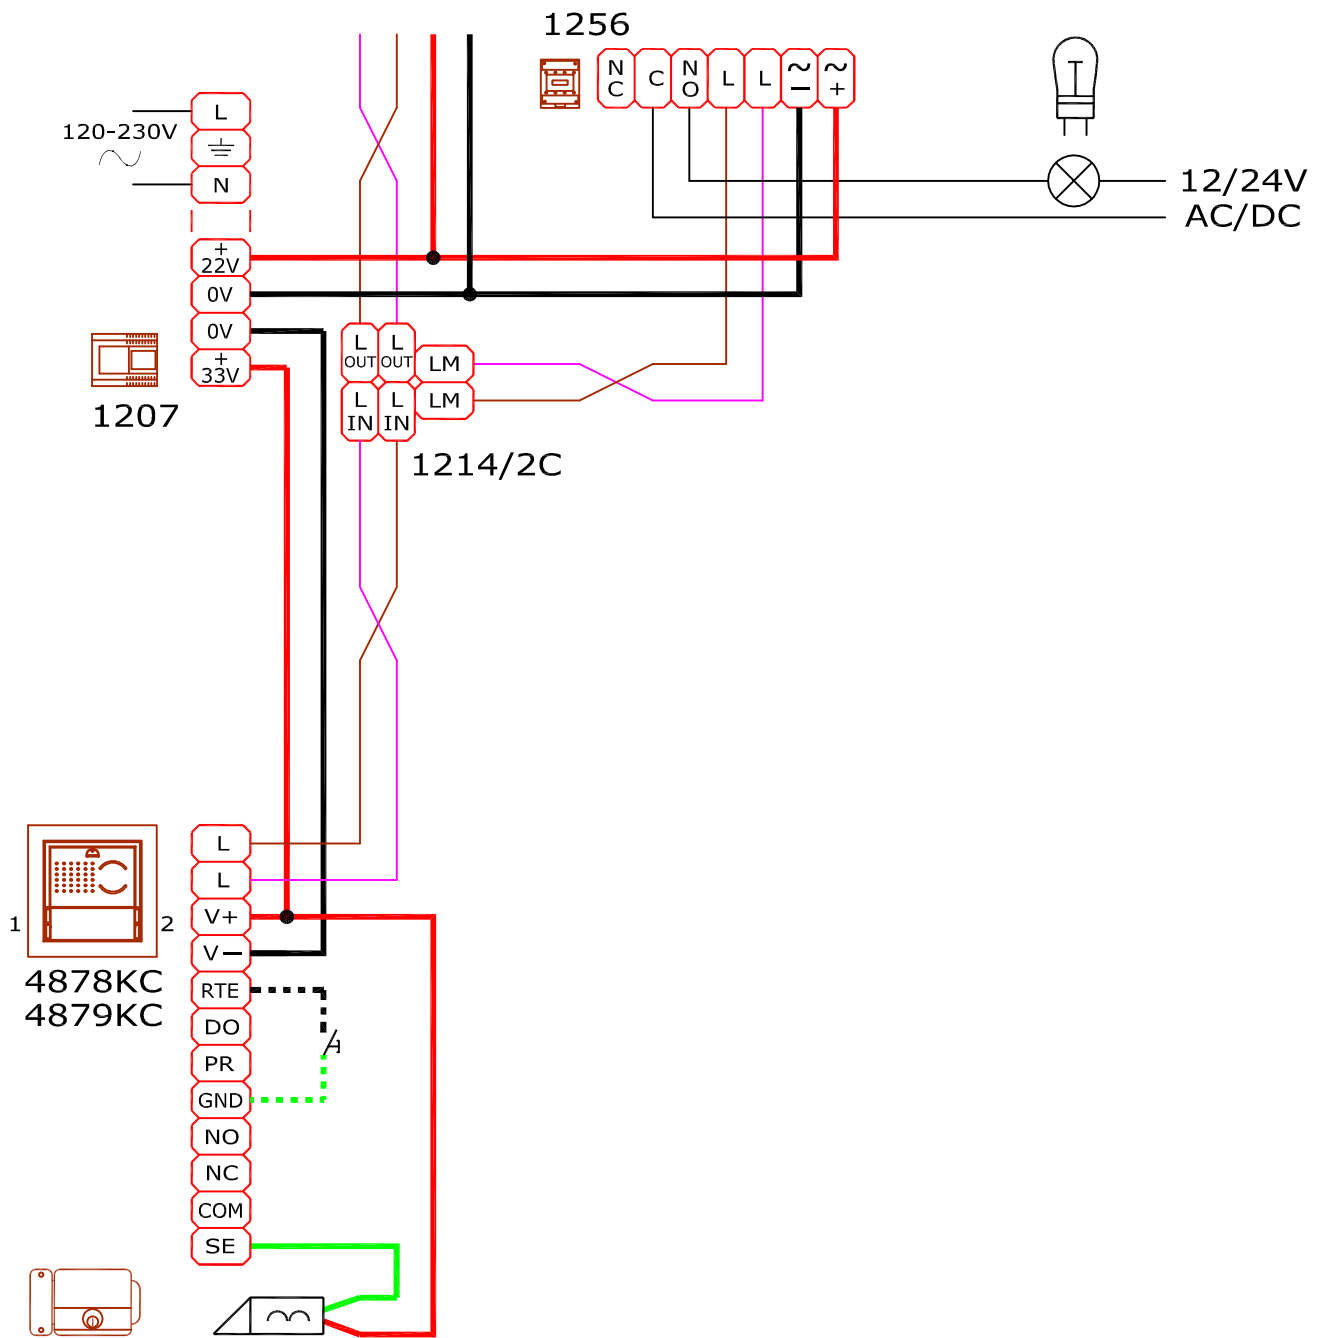 1256
N C
C
N O
L
L
~ −
~ +
L
120-230V
N
12/24V
AC/DC
+ 22V
0V
0V
+ 33V
1207
L OUT
L OUT
LM
L IN
L IN
LM
1214/2C
L
L
V+
V−
1
2
4878KC
4879KC
RTE
DO
PR
GND
NO
NC
COM
SE